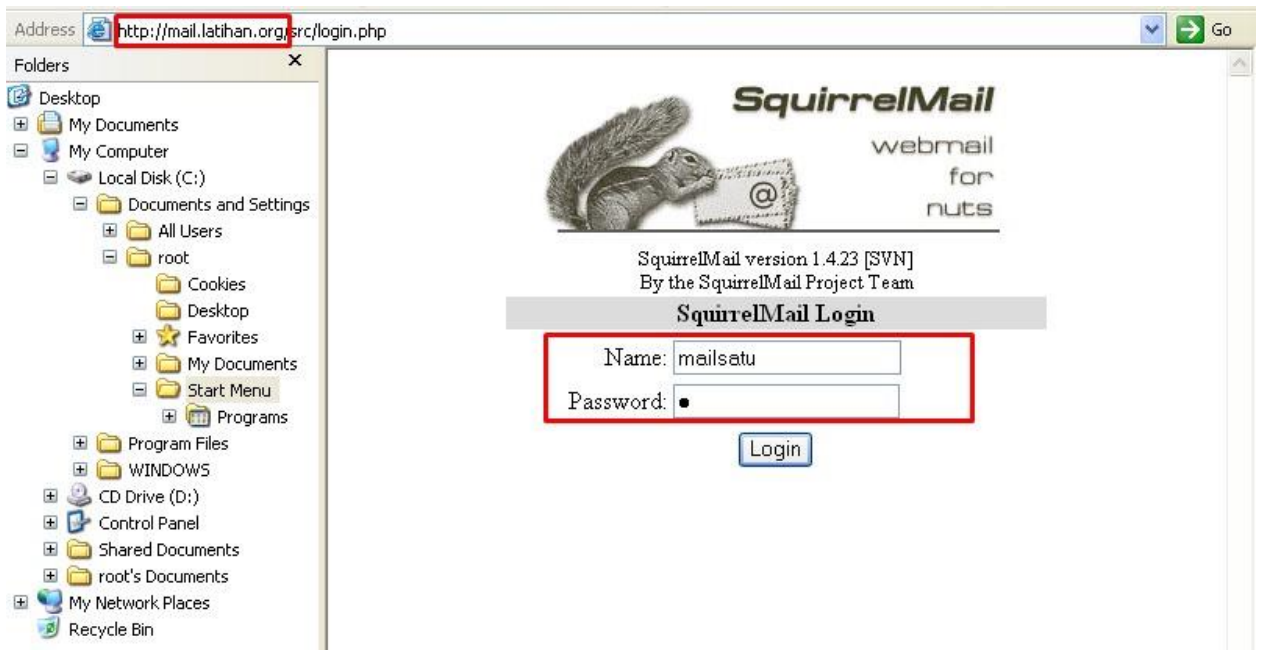 Address http://mail.latihan.org/src/login.php Go
Folders X
Desktop
My Documents
My Computer
Local Disk (C:)
Documents and Settings
All Users
root
Cookies
Desktop
Favorites
My Documents
Start Menu
Programs
Program Files
WINDOWS
CD Drive (D:)
Control Panel
Shared Documents
root's Documents
My Network Places
Recycle Bin
SquirrelMail
webmail
for
nuts
@
SquirrelMail version 1.4.23 [SVN]
By the SquirrelMail Project Team
SquirrelMail Login
Name: mailsatu
Password: ●
Login